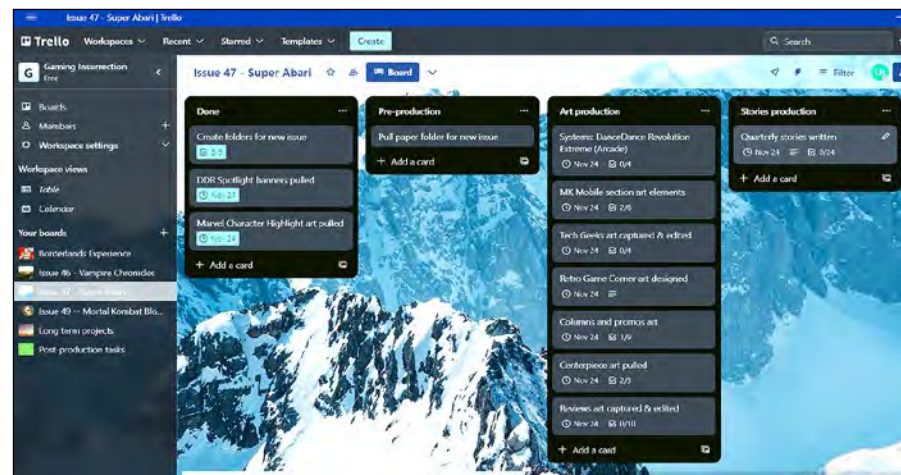 Issue 47 - Super Abari | Trello
Trello Workspaces Recent Starred Templates Create Search
G Gaming Insurrection
Free
Issue 47 - Super Abari Board Filter
Boards
Members
Workspace settings
Workspace views
Table
Calendar
Your boards
Borderlands Experience
Issue 46 - Vampire Chronicles
Issue 47 - Super Abari
Issue 49 -- Mortal Kombat Blo...
Long term projects
Post-production tasks
Done
Create folders for new issue
DDR Spotlight banners pulled
Nov 24
Marvel Character Highlight art pulled
Nov 24
+ Add a card
Pre-production
Pull paper folder for new issue
+ Add a card
Art production
Systems: DanceDance Revolution
Extreme (Arcade)
Nov 24 0/4
MK Mobile section art elements
Nov 24 2/6
Tech Geeks art captured & edited
Nov 24 0/4
Retro Game Corner art designed
Nov 24
Columns and promos art
Nov 24 1/9
Centerpiece art pulled
Nov 24 2/3
Reviews art captured & edited
Nov 24 0/10
+ Add a card
Stories production
Quarterly stories written
Nov 24 0/24
+ Add a card